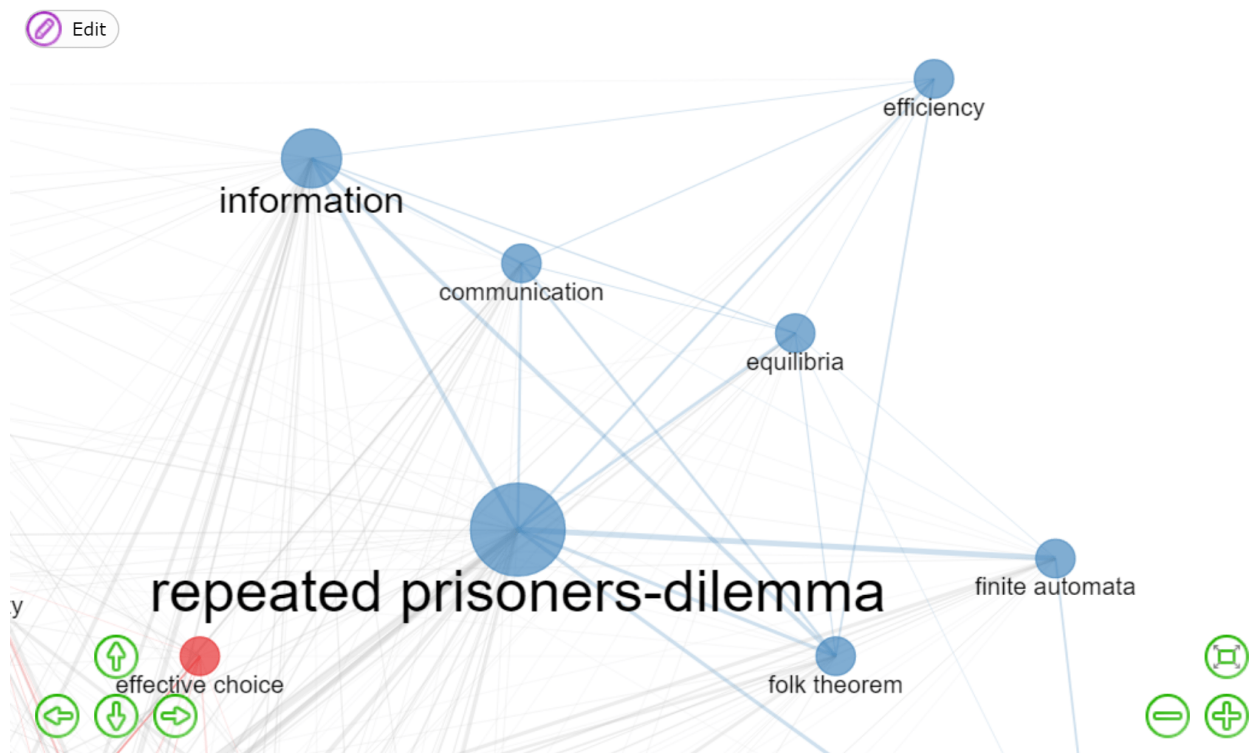 Edit
efficiency
information
communication
equilibria
repeated prisoners-dilemma
finite automata
y
effective choice
folk theorem